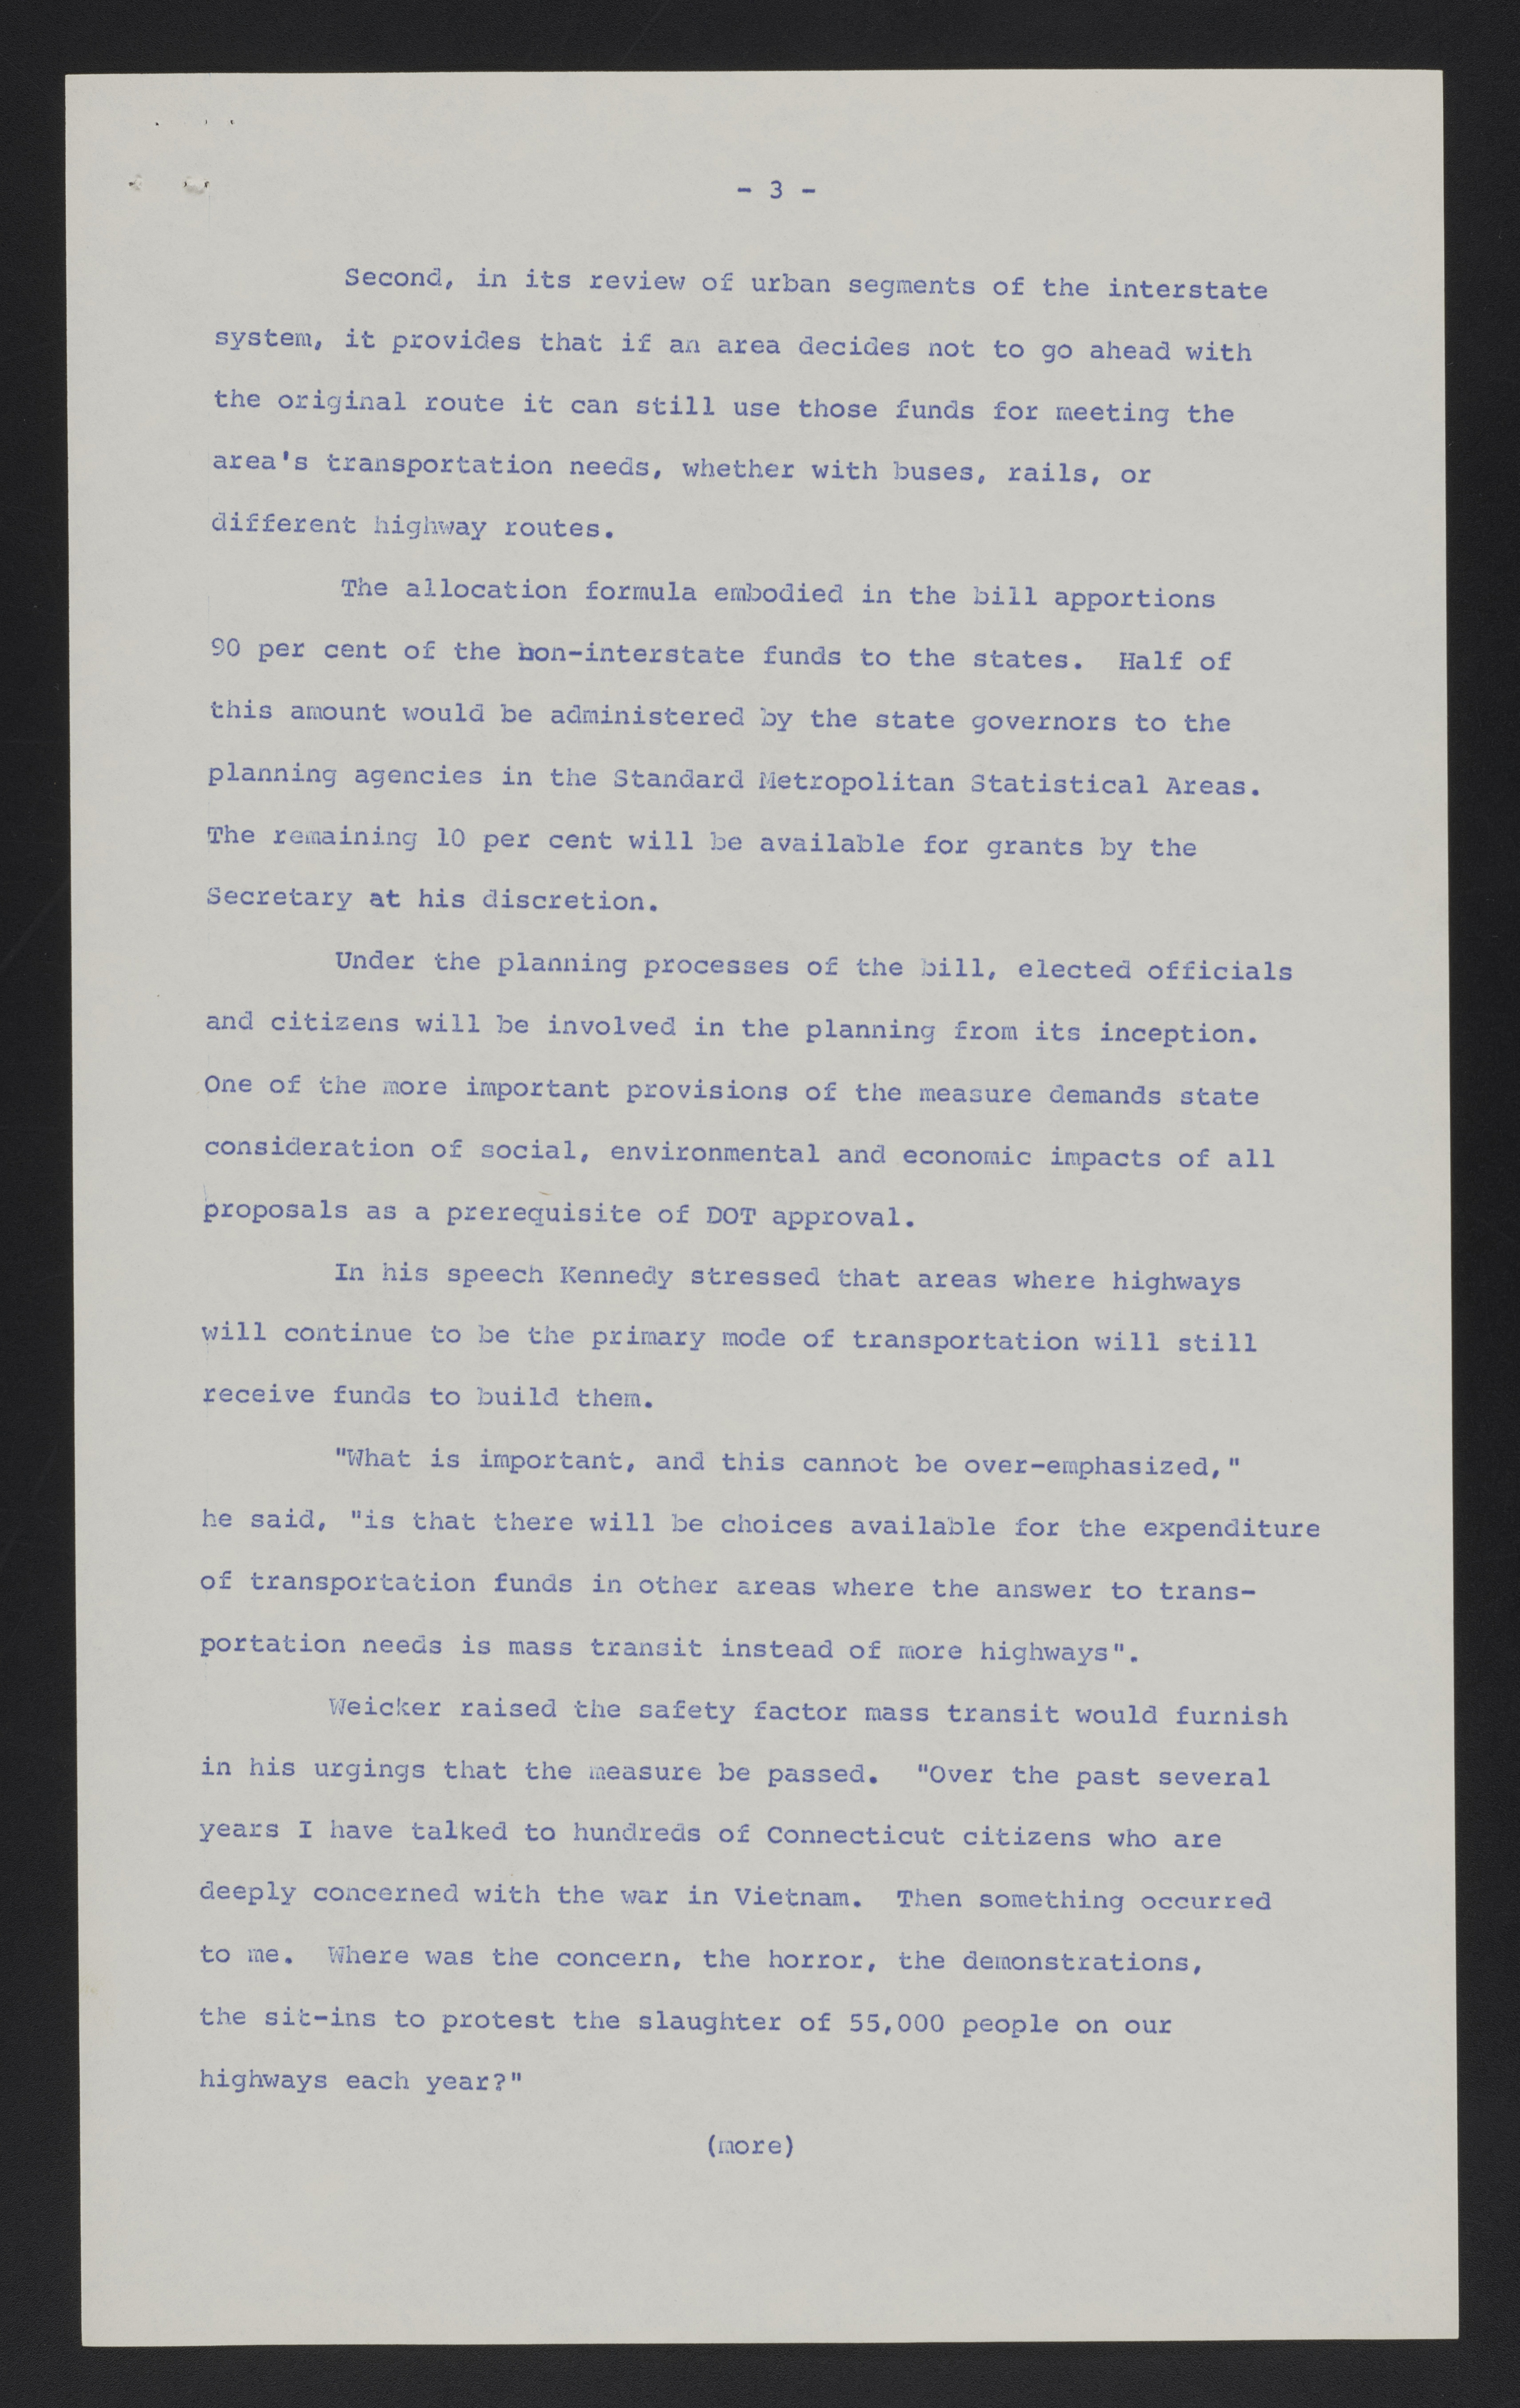 - 3 -
Second, in its review of urban segments of the interstate
system, it provides that if an area decides not to go ahead with
the original route it can still use those funds for meeting the
area's transportation needs, whether with buses, rails, or
different highway routes.
The allocation formula embodied in the bill apportions
90 per cent of the non-interstate funds to the states. Half of
this amount would be administered by the state governors to the
planning agencies in the Standard Metropolitan Statistical Areas.
The remaining 10 per cent will be available for grants by the
Secretary at his discretion.
Under the planning processes of the bill, elected officials
and citizens will be involved in the planning from its inception.
One of the more important provisions of the measure demands state
consideration of social, environmental and economic impacts of all
proposals as a prerequisite of DOT approval.
In his speech Kennedy stressed that areas where highways
will continue to be the primary mode of transportation will still
receive funds to build them.
"What is important, and this cannot be over-emphasized,"
he said, "is that there will be choices available for the expenditure
of transportation funds in other areas where the answer to trans-
portation needs is mass transit instead of more highways".
Weicker raised the safety factor mass transit would furnish
in his urgings that the measure be passed. "Over the past several
years I have talked to hundreds of Connecticut citizens who are
deeply concerned with the war in Vietnam. Then something occurred
to me. Where was the concern, the horror, the demonstrations,
the sit-ins to protest the slaughter of 55,000 people on our
highways each year?"
(more)